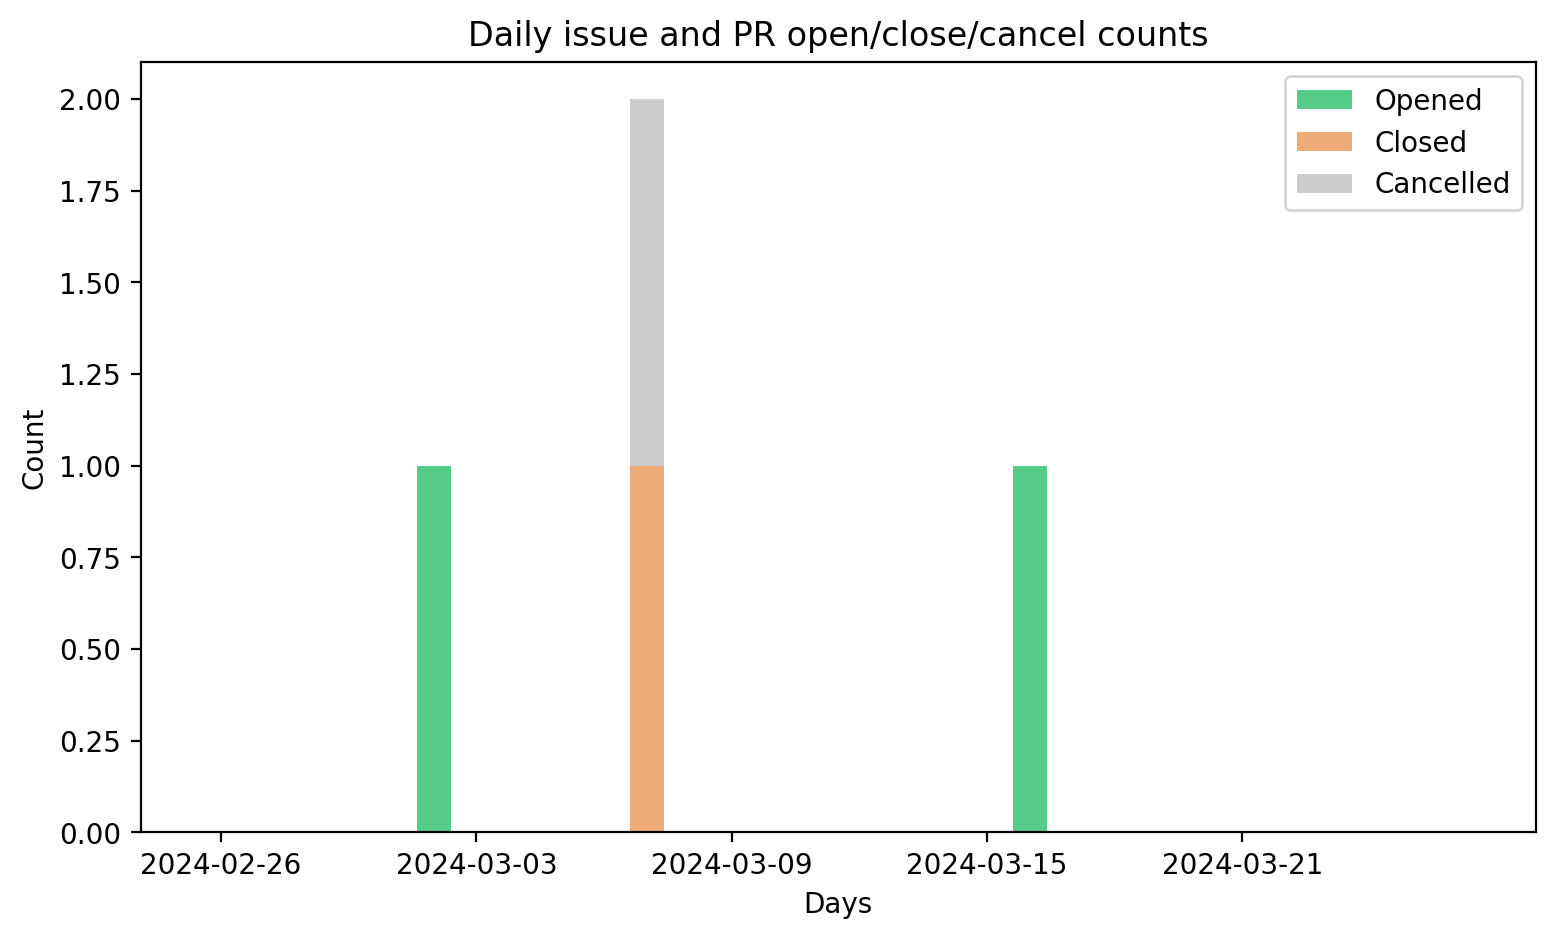 Daily issue and PR open/close/cancel counts
Opened
Closed
Cancelled
2.00
1.75
1.50
1.25
1.00
0.75
0.50
0.25
0.00
Count
2024-02-26 2024-03-03 2024-03-09 2024-03-15 2024-03-21
Days